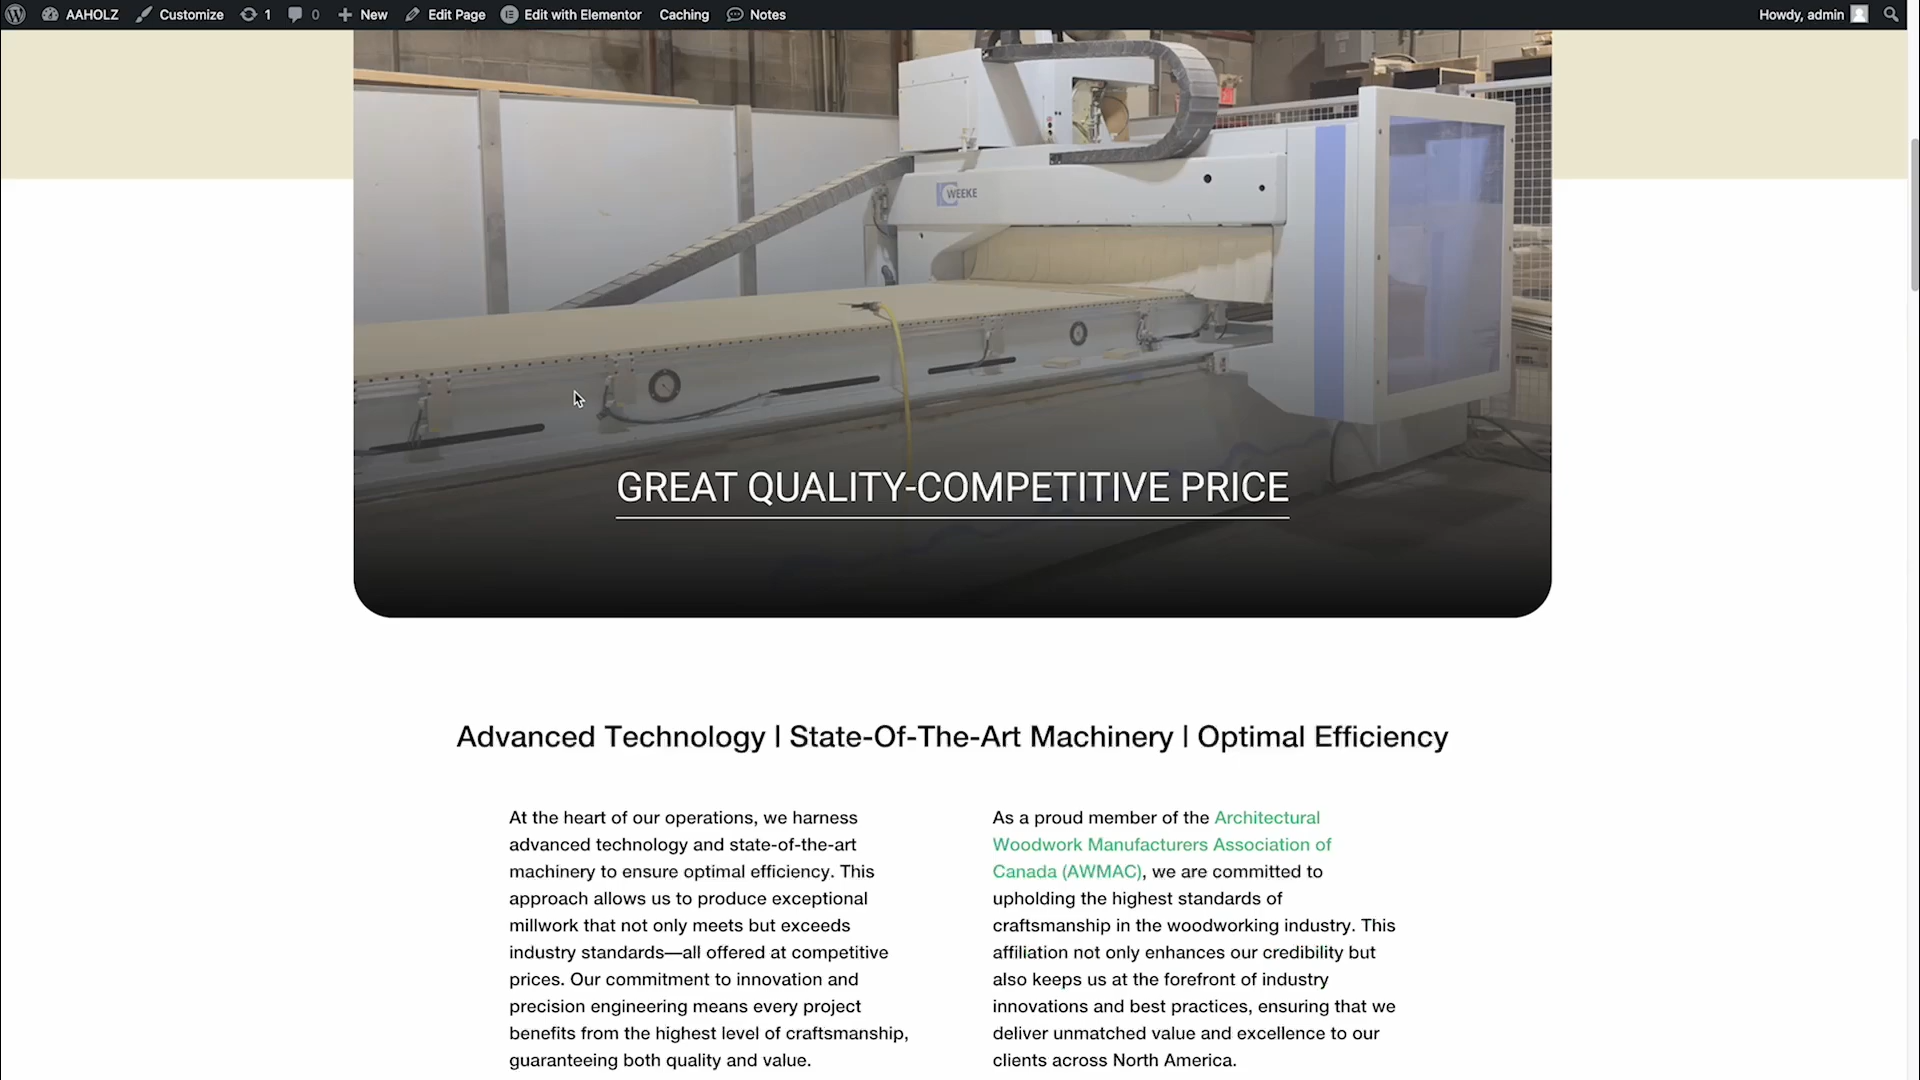 AAHOLZ Customize 1 0 New Edit Page Edit with Elementor Caching Notes Howdy, admin
WEEKE
GREAT QUALITY-COMPETITIVE PRICE
Advanced Technology | State-Of-The-Art Machinery | Optimal Efficiency
At the heart of our operations, we harness
advanced technology and state-of-the-art
machinery to ensure optimal efficiency. This
approach allows us to produce exceptional
millwork that not only meets but exceeds
industry standards—all offered at competitive
prices. Our commitment to innovation and
precision engineering means every project
benefits from the highest level of craftsmanship,
guaranteeing both quality and value.
As a proud member of the Architectural
Woodwork Manufacturers Association of
Canada (AWMAC), we are committed to
upholding the highest standards of
craftsmanship in the woodworking industry. This
affiliation not only enhances our credibility but
also keeps us at the forefront of industry
innovations and best practices, ensuring that we
deliver unmatched value and excellence to our
clients across North America.